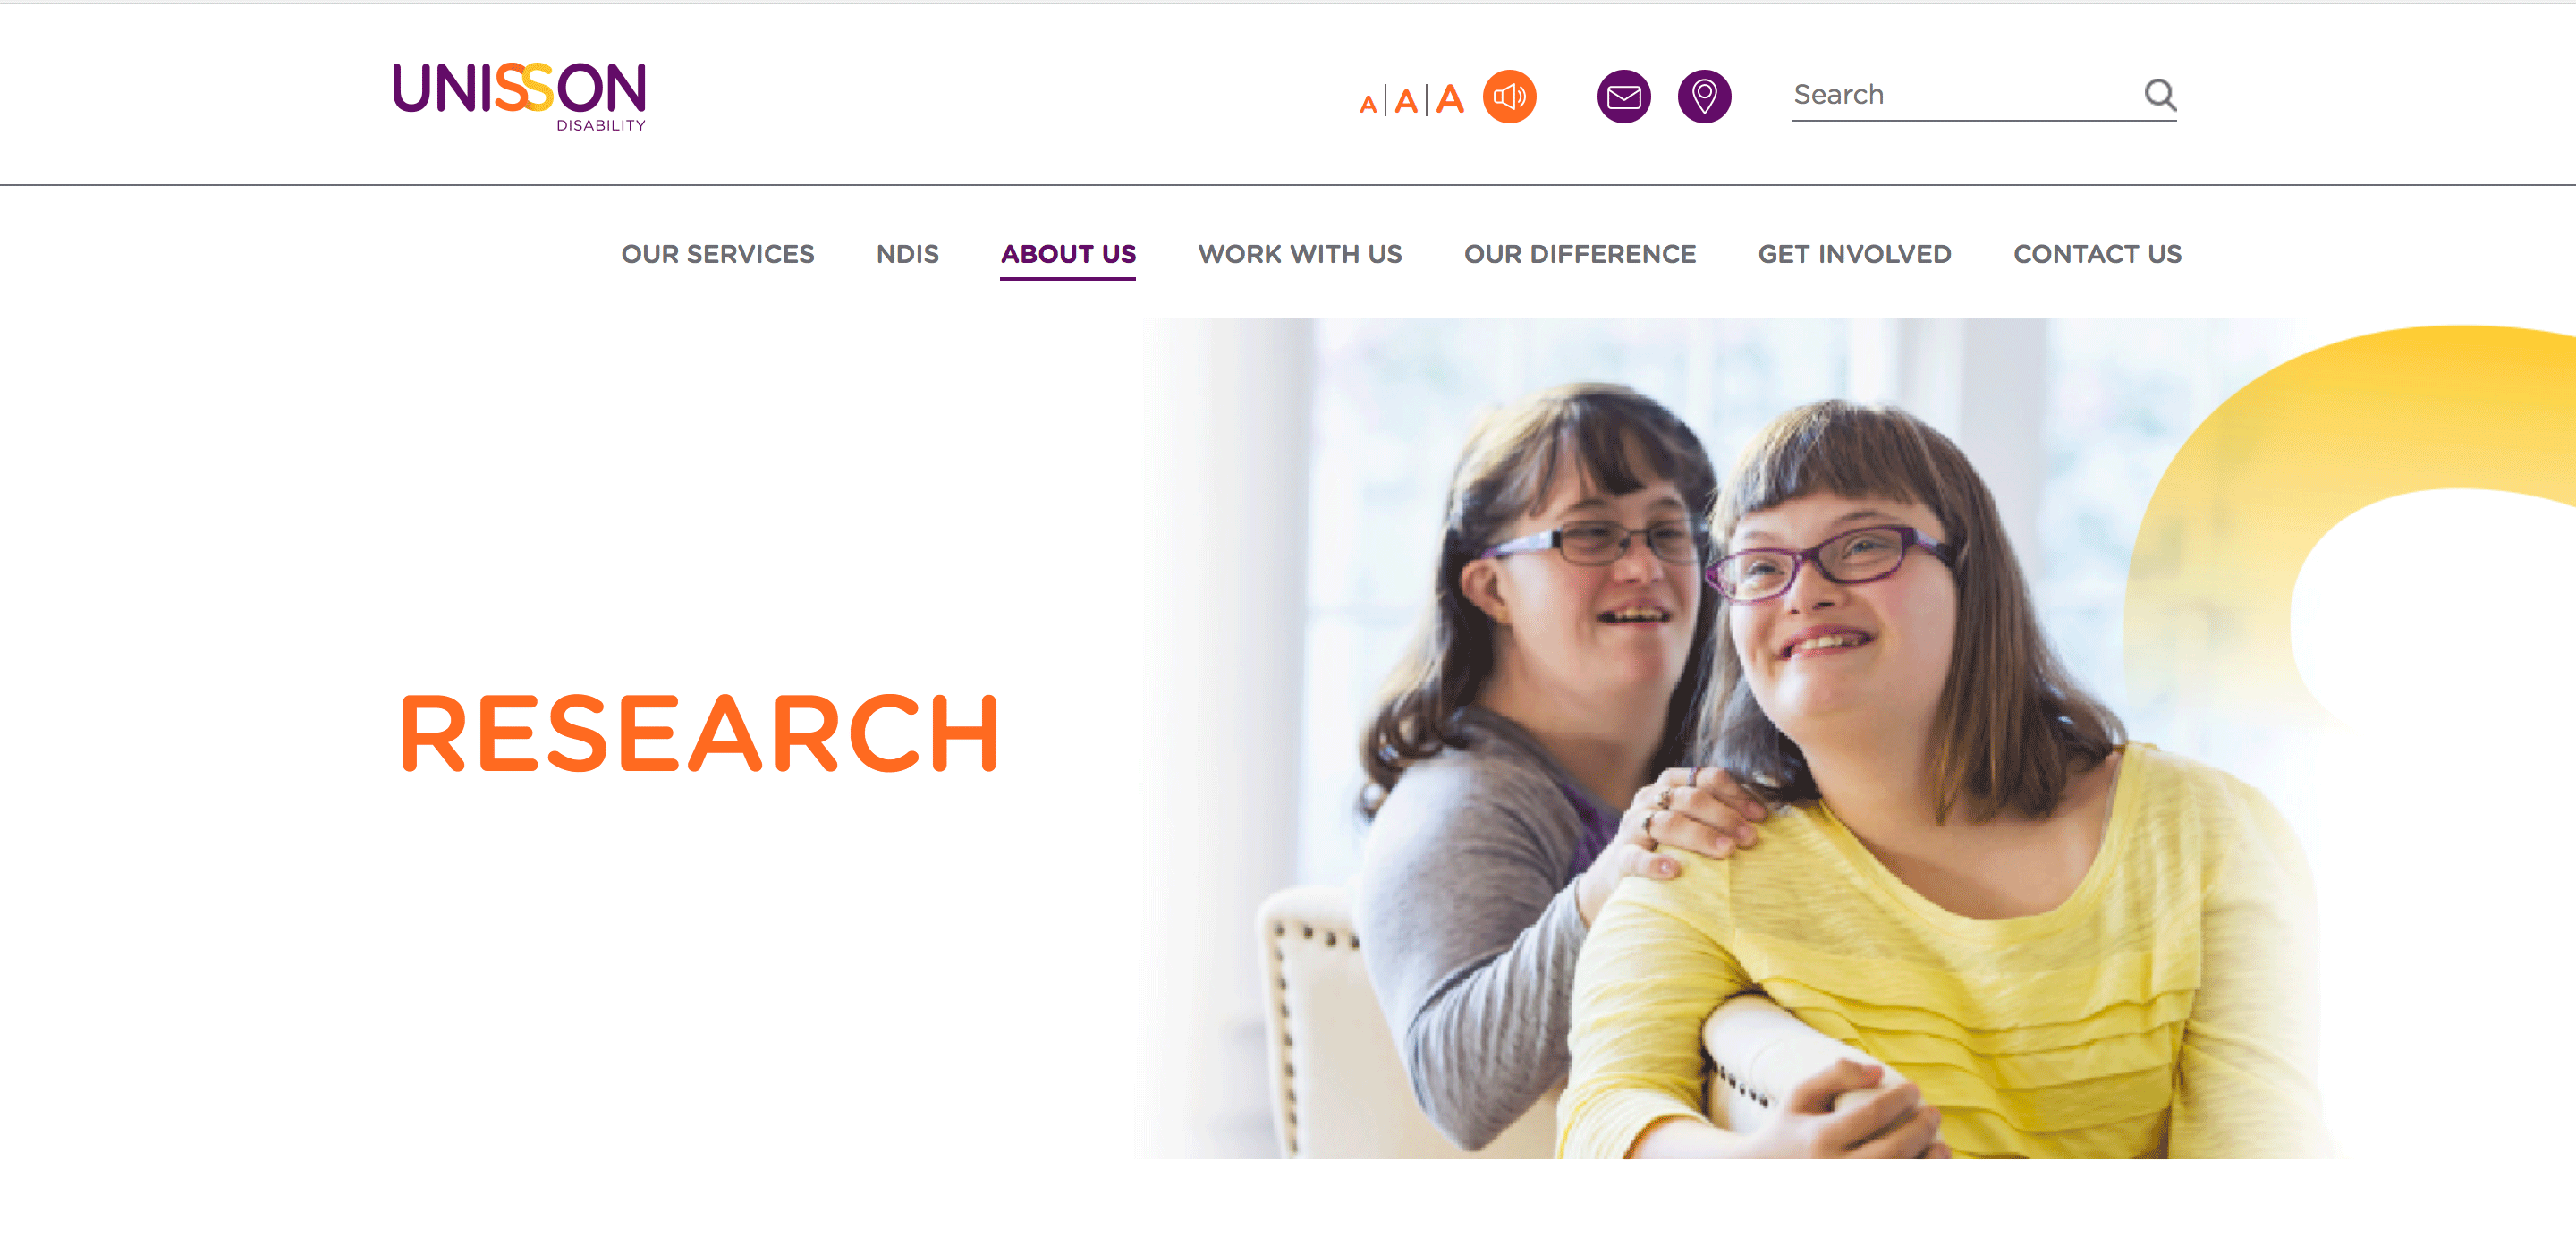 UNISSON
DISABILITY
A | A | A
Search
OUR SERVICES NDIS ABOUT US WORK WITH US OUR DIFFERENCE GET INVOLVED CONTACT US
RESEARCH